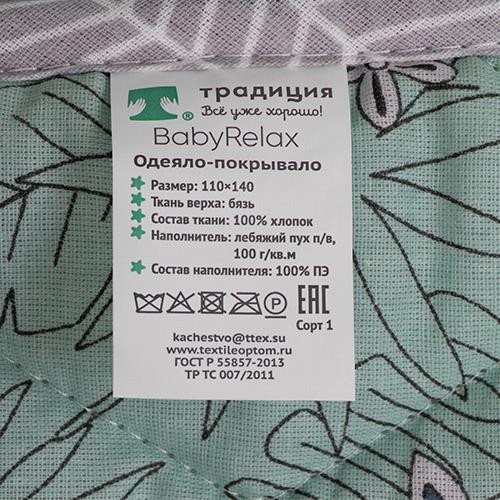 традиция
Всё уже хорошо!
®
BabyRelax
Одеяло-покрывало
Размер: 110×140
Ткань верха: бязь
Состав ткани: 100% хлопок
Наполнитель: лебяжий пух п/в,
100 г/кв.м
Состав наполнителя: 100% ПЭ
P
EAC
Сорт 1
kachestvo@ttex.su
www.textileoptom.ru
ГОСТ Р 55857-2013
ТР ТС 007/2011